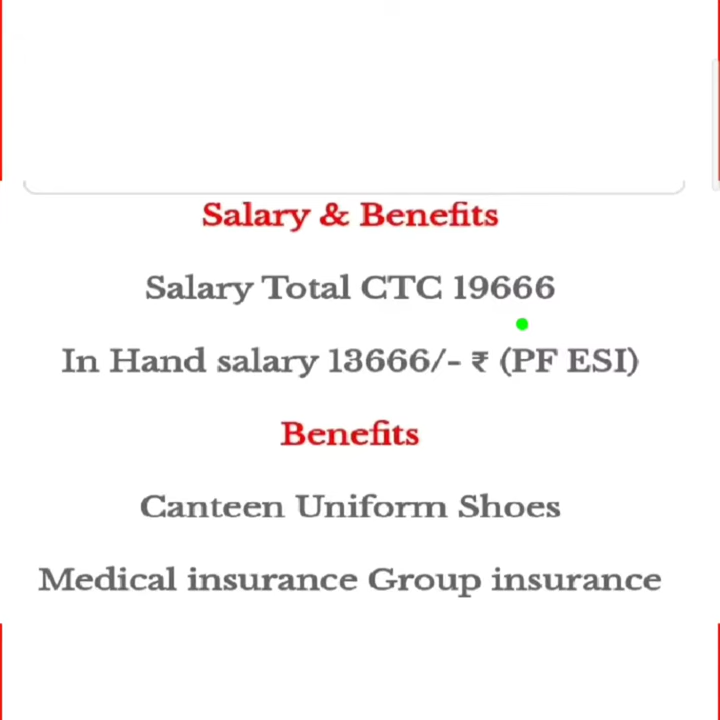 Salary & Benefits
Salary Total CTC 19666
In Hand salary 13666/- ₹ (PF ESI)
Benefits
Canteen Uniform Shoes
Medical insurance Group insurance